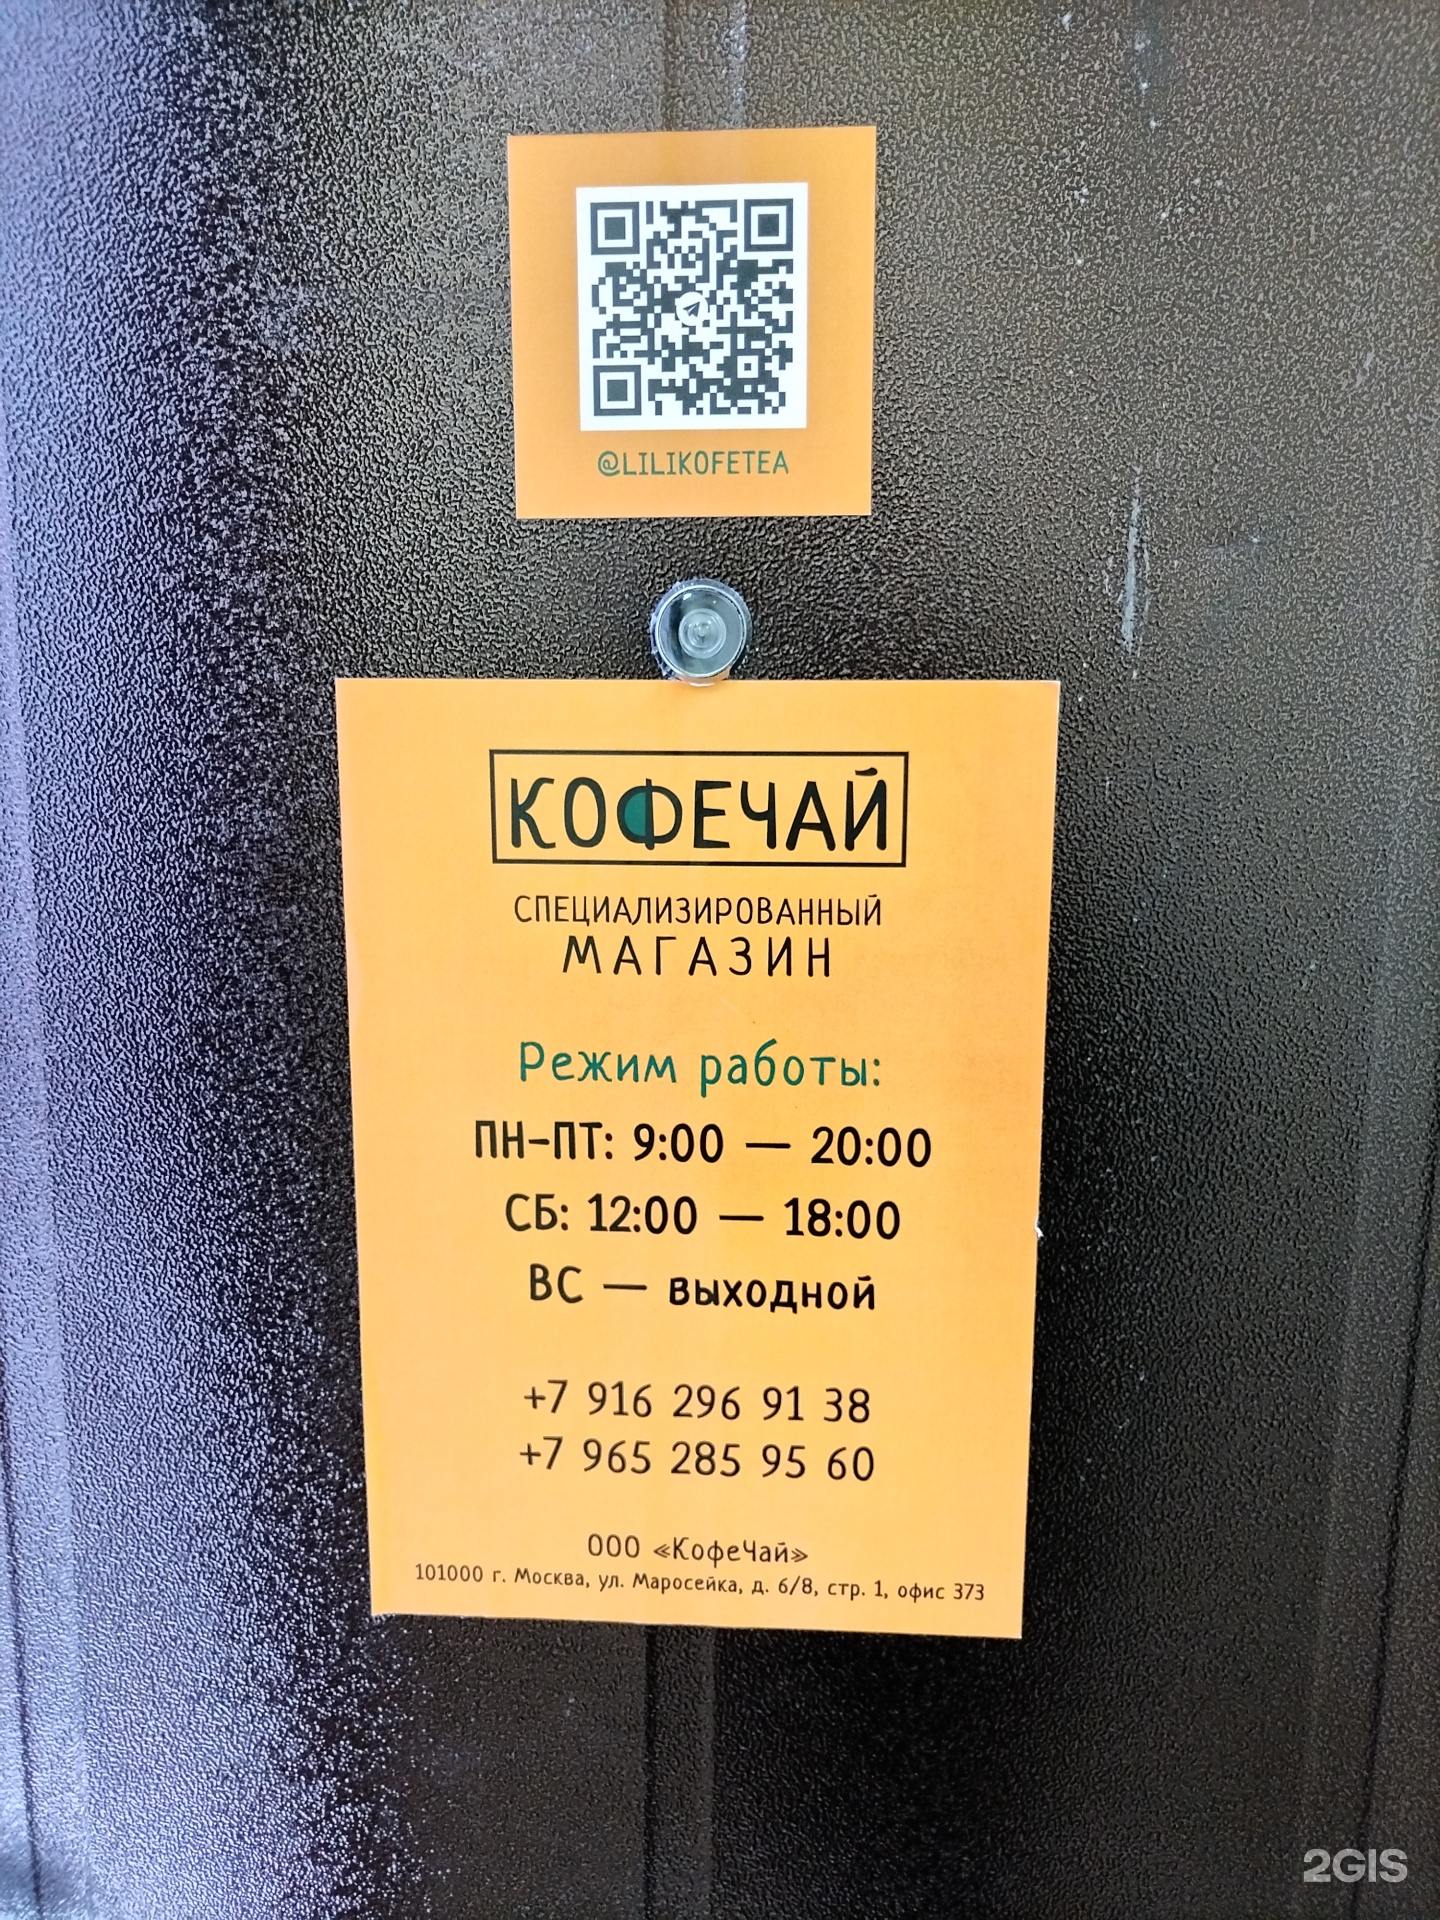 @LILIKOFETEA
КОФЕЧАЙ
СПЕЦИАЛИЗИРОВАННЫЙ
МАГАЗИН
Режим работы:
ПН-ПТ: 9:00 — 20:00
СБ: 12:00 — 18:00
ВС — выходной
+7 916 296 91 38
+7 965 285 95 60
ООО «КофеЧай»
101000 г. Москва, ул. Маросейка, д. 6/8, стр. 1, офис 373
2GIS